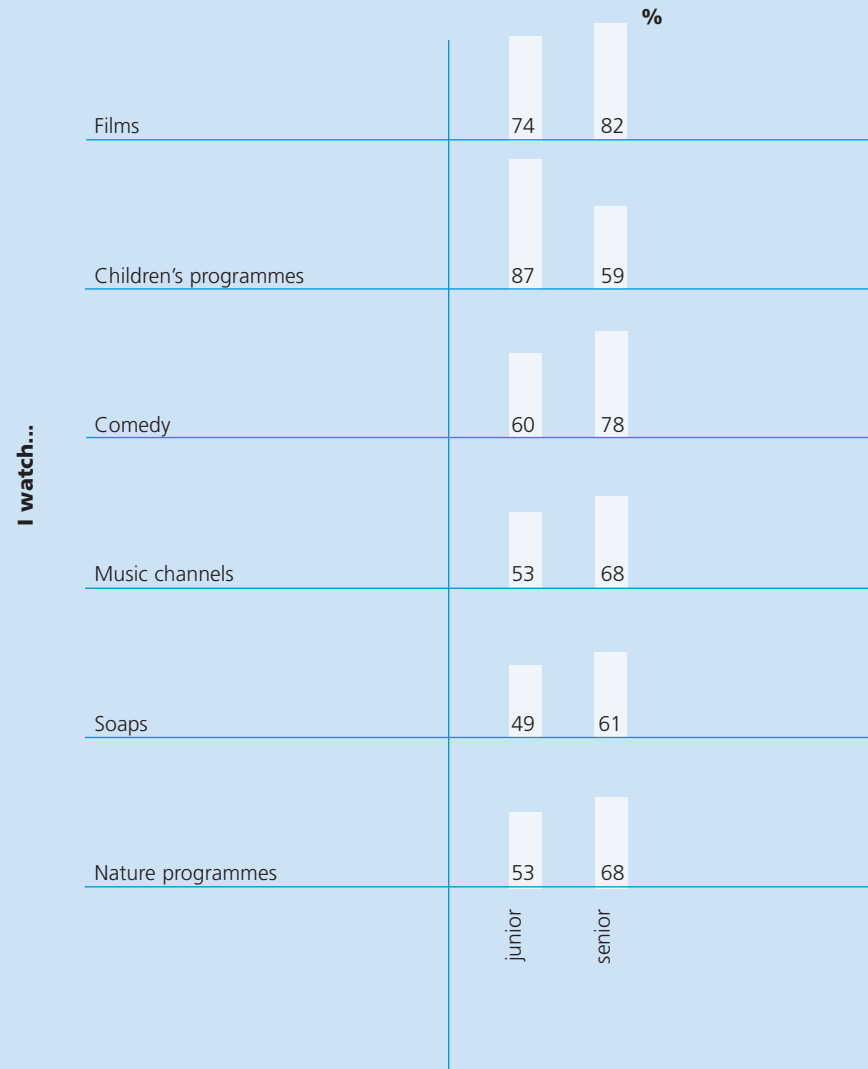 %
Films 74 82
Children’s programmes 87 59
Comedy 60 78
I watch...
Music channels 53 68
Soaps 49 61
Nature programmes 53 68
junior senior